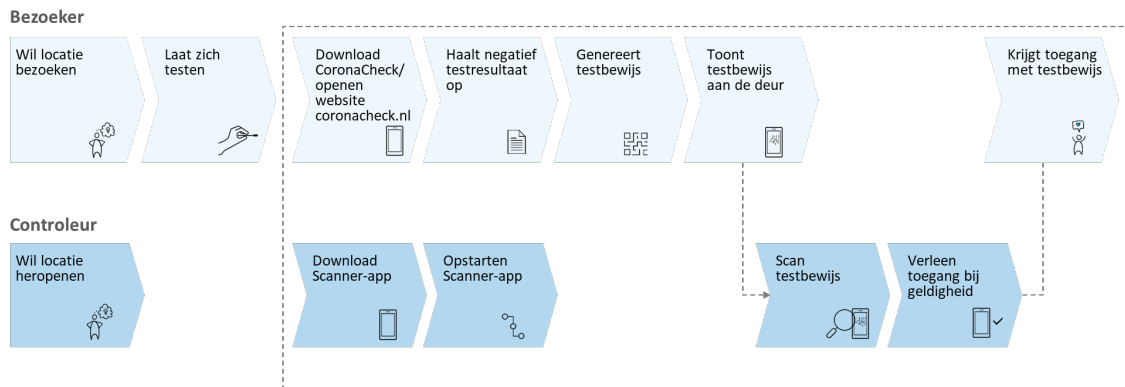 Bezoeker
Wil locatie
bezoeken
Laat zich
testen
Download
CoronaCheck/
openen
website
coronacheck.nl
Haalt negatief
testresultaat
op
Genereert
testbewijs
Toont
testbewijs
aan de deur
Krijgt toegang
met testbewijs
Controleur
Wil locatie
heropenen
Download
Scanner-app
Opstarten
Scanner-app
Scan
testbewijs
Verleen
toegang bij
geldigheid